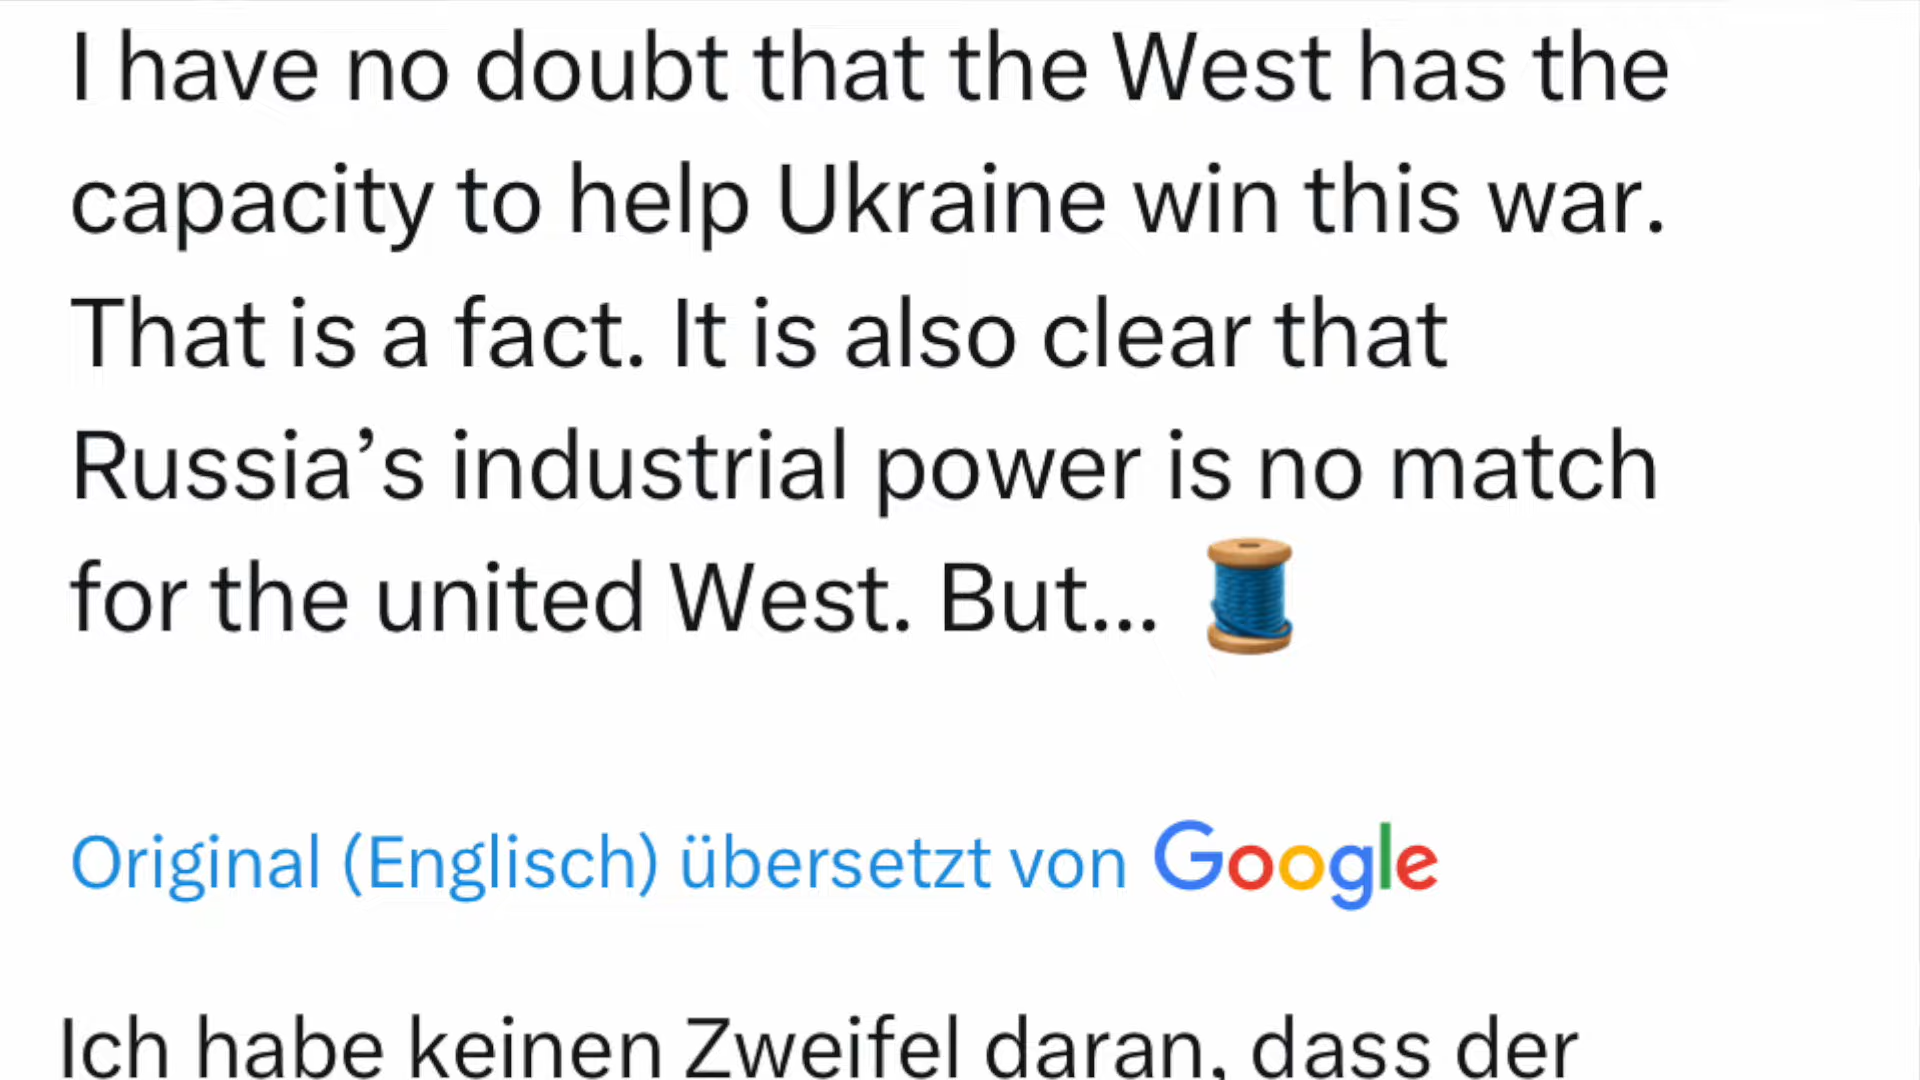 I have no doubt that the West has the
capacity to help Ukraine win this war.
That is a fact. It is also clear that
Russia’s industrial power is no match
for the united West. But... 🧵
Original (Englisch) übersetzt von Google
Ich habe keinen Zweifel daran, dass der